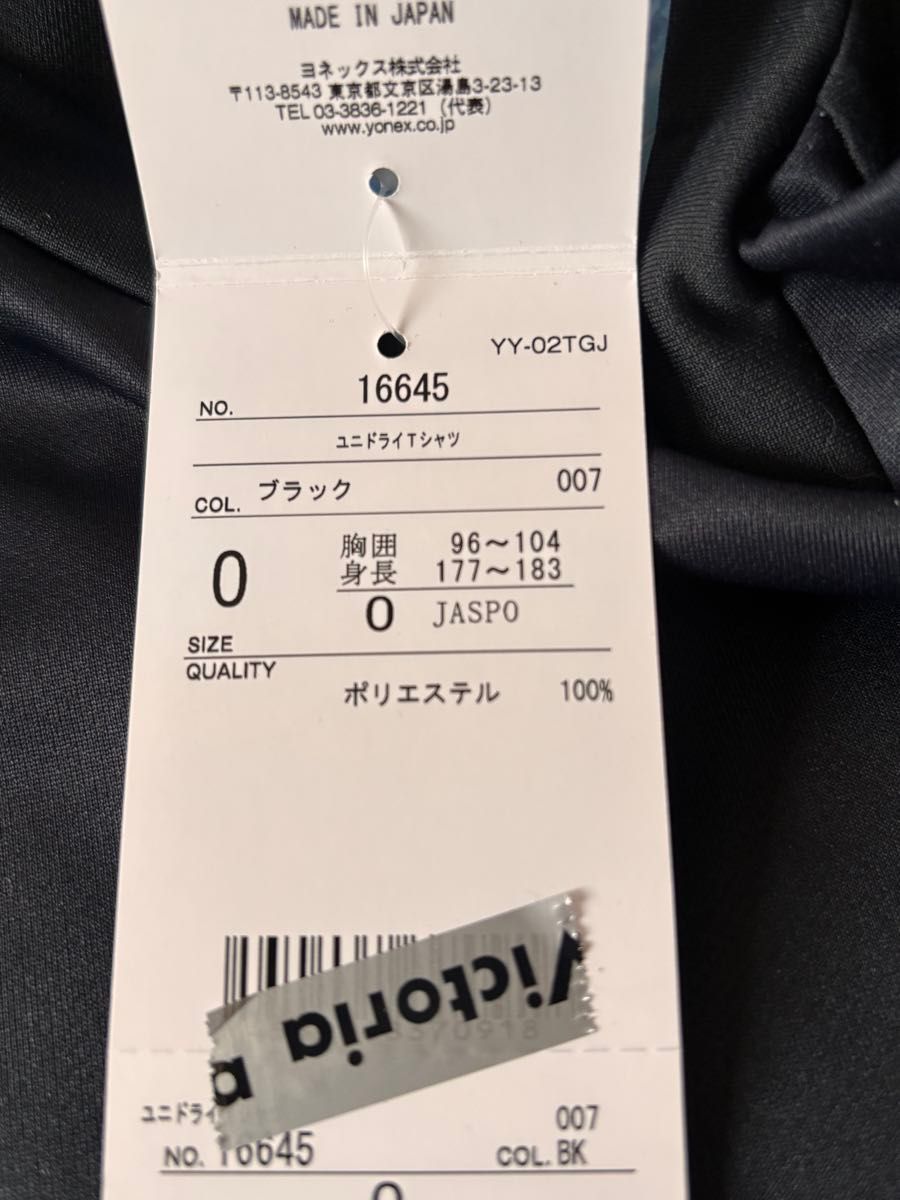 MADE IN JAPAN
ヨネックス株式会社
〒113-8543 東京都文京区湯島3-23-13
TEL 03-3836-1221 (代表)
www.yonex.co.jp
YY-02TGJ
NO. 16645
ユニドライTシャツ
COL. ブラック 007
胸囲 96～104
身長 177～183
0
O JASPO
SIZE
QUALITY
ポリエステル 100%
Victoria
0918
ユニドライ
007
NO. 16645 COL. BK
0